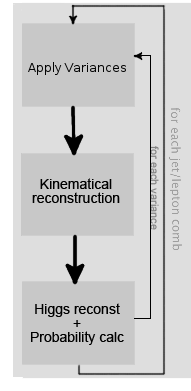 Apply Variances
Kinematical
reconstruction
Higgs reconst
+
Probability calc
for each variance
for each jet/lepton comb